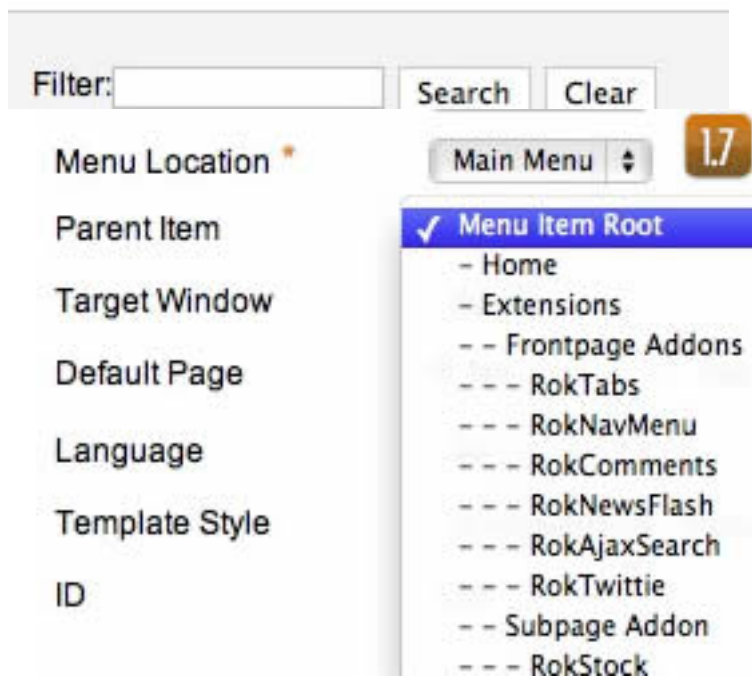 Filter: Search Clear
Menu Location * Main Menu 1.7
Parent Item ✓ Menu Item Root
– Home
Target Window – Extensions
– – Frontpage Addons
Default Page – – – RokTabs
– – – RokNavMenu
Language – – – RokComments
– – – RokNewsFlash
Template Style – – – RokAjaxSearch
– – – RokTwittie
ID – – Subpage Addon
– – – RokStock